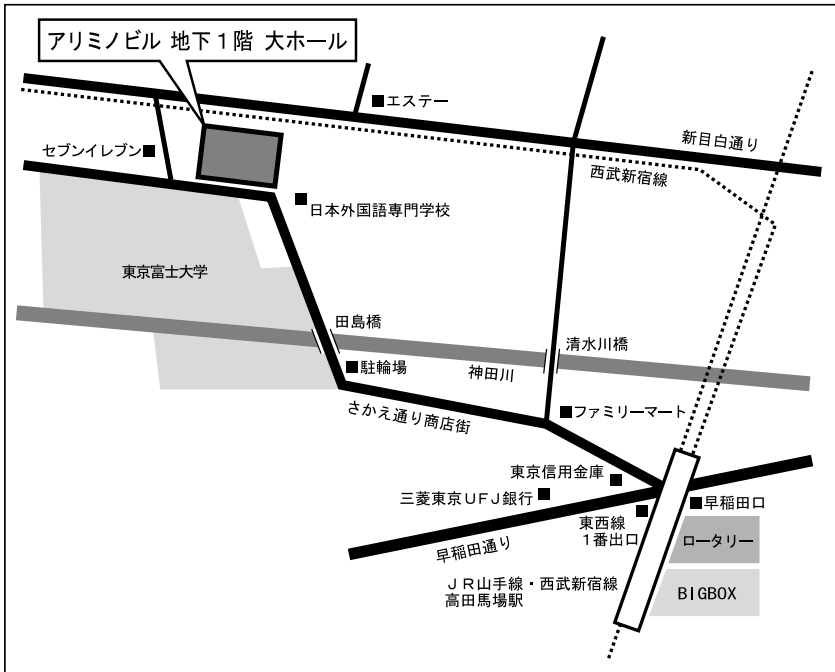 アリミノビル 地下１階 大ホール
エステー
新目白通り
セブンイレブン
西武新宿線
日本外国語専門学校
東京富士大学
田島橋
清水川橋
駐輪場
神田川
さかえ通り商店街
ファミリーマート
東京信用金庫
三菱東京ＵＦＪ銀行
早稲田口
東西線
１番出口
早稲田通り
ロータリー
ＪＲ山手線・西武新宿線
高田馬場駅
BIGBOX